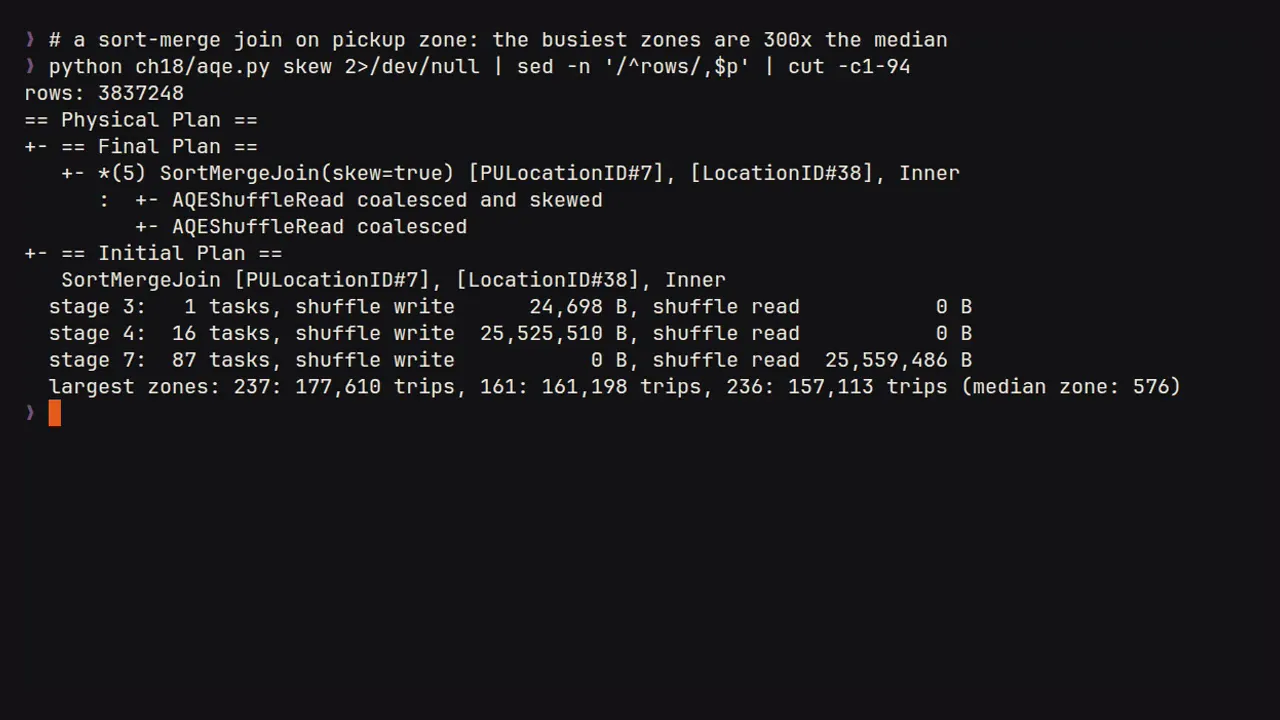 ❯ # a sort-merge join on pickup zone: the busiest zones are 300x the median
❯ python ch18/aqe.py skew 2>/dev/null | sed -n '/^rows/,$p' | cut -c1-94
rows: 3837248
== Physical Plan ==
+- == Final Plan ==
   +- *(5) SortMergeJoin(skew=true) [PULocationID#7], [LocationID#38], Inner
      :  +- AQEShuffleRead coalesced and skewed
         +- AQEShuffleRead coalesced
+- == Initial Plan ==
   SortMergeJoin [PULocationID#7], [LocationID#38], Inner
  stage 3:   1 tasks, shuffle write      24,698 B, shuffle read           0 B
  stage 4:  16 tasks, shuffle write  25,525,510 B, shuffle read           0 B
  stage 7:  87 tasks, shuffle write           0 B, shuffle read  25,559,486 B
  largest zones: 237: 177,610 trips, 161: 161,198 trips, 236: 157,113 trips (median zone: 576)
❯